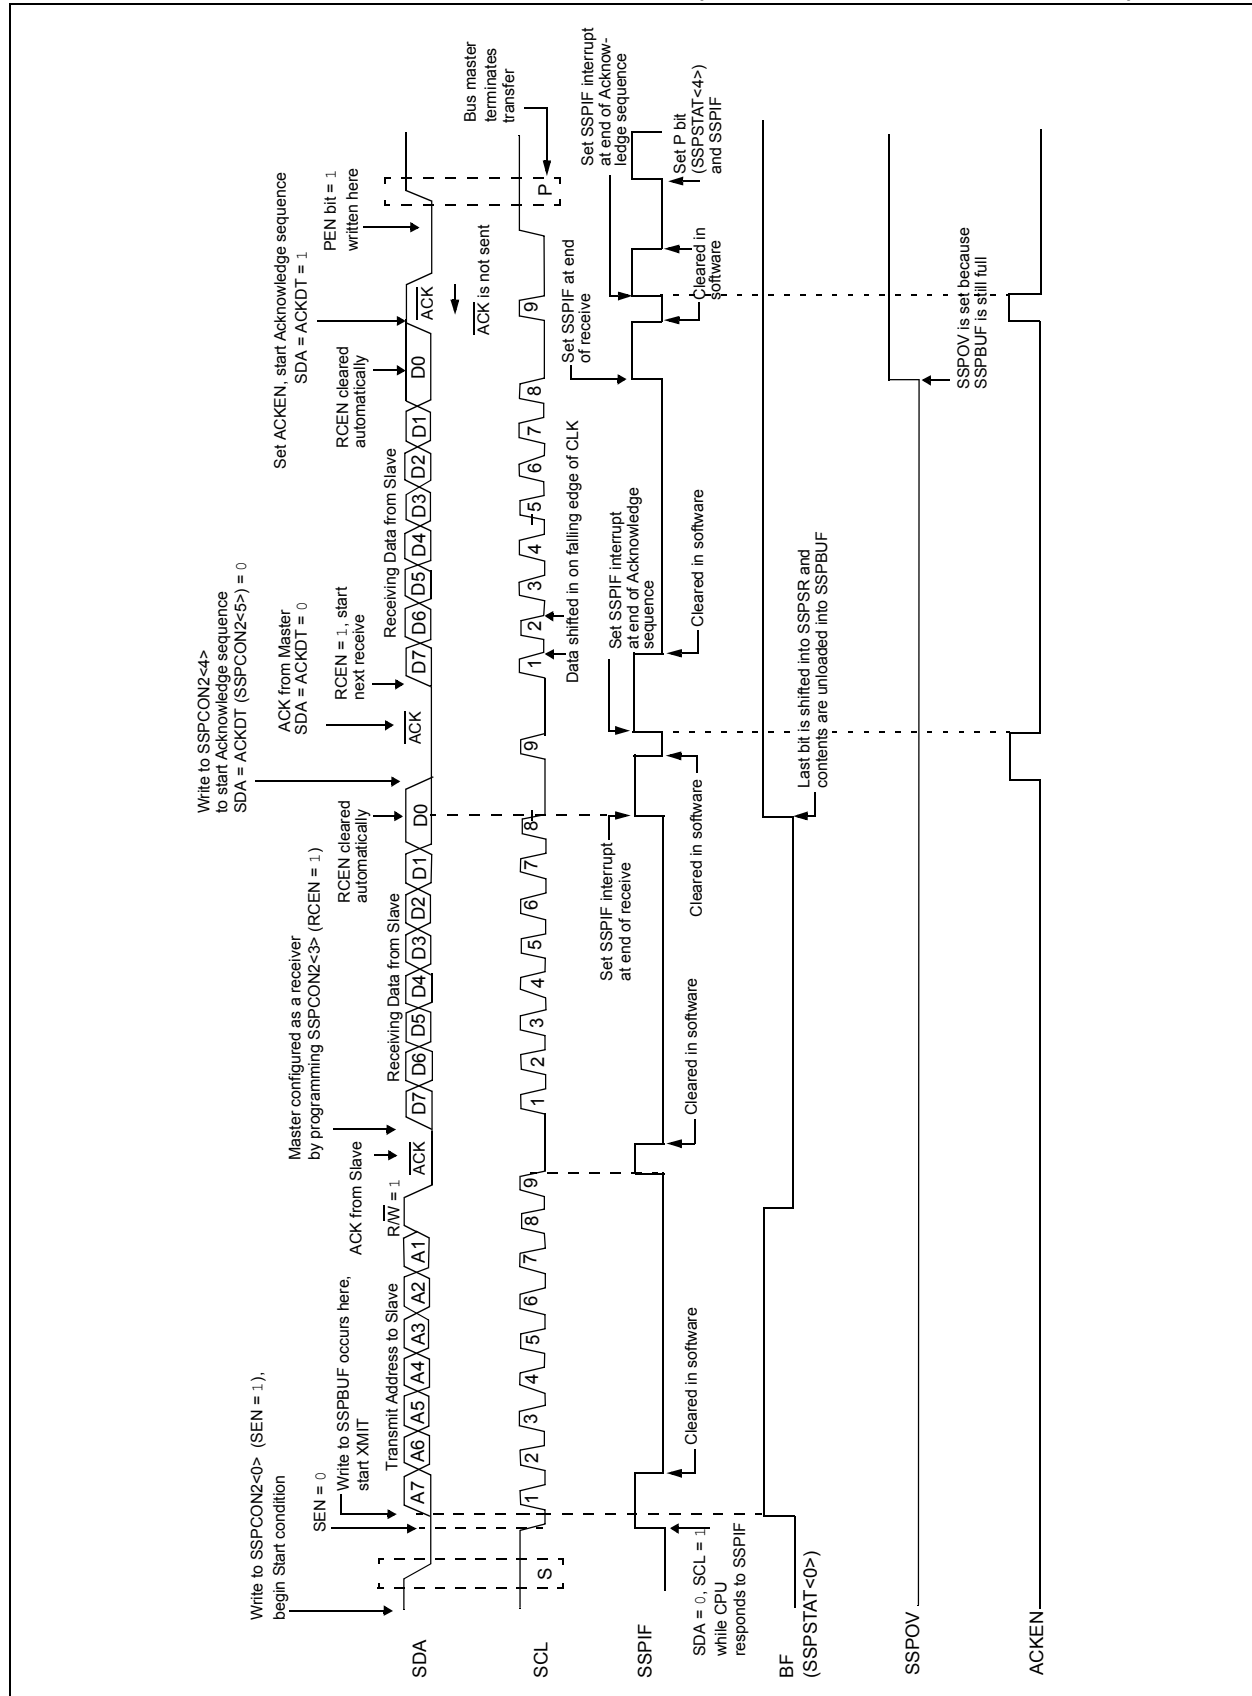 Write to SSPCON2<0> (SEN = 1),
begin Start condition
SEN = 0
Write to SSPBUF occurs here,
start XMIT
ACK from Slave
Master configured as a receiver
by programming SSPCON2<3> (RCEN = 1)
RCEN cleared
automatically
Write to SSPCON2<4>
to start Acknowledge sequence
SDA = ACKDT (SSPCON2<5>) = 0
ACK from Master
SDA = ACKDT = 0
RCEN = 1, start
next receive
RCEN cleared
automatically
Set ACKEN, start Acknowledge sequence
SDA = ACKDT = 1
PEN bit = 1
written here
Transmit Address to Slave
R/W = 1
Receiving Data from Slave
Receiving Data from Slave
SDA
A7 A6 A5 A4 A3 A2 A1 ACK D7 D6 D5 D4 D3 D2 D1 D0 ACK D7 D6 D5 D4 D3 D2 D1 D0 ACK
ACK is not sent
Bus master
terminates
transfer
SCL
S 1 2 3 4 5 6 7 8 9 1 2 3 4 5 6 7 8 9 1 2 3 4 5 6 7 8 9 P
Data shifted in on falling edge of CLK
Set SSPIF interrupt
at end of receive
Set SSPIF interrupt
at end of Acknowledge
sequence
Set SSPIF at end
of receive
Set SSPIF interrupt
at end of Acknow-
ledge sequence
SSPIF
SDA = 0, SCL = 1
while CPU
responds to SSPIF
Cleared in software
Cleared in software
Cleared in software
Cleared in software
Cleared in
software
Set P bit
(SSPSTAT<4>)
and SSPIF
BF
(SSPSTAT<0>)
Last bit is shifted into SSPSR and
contents are unloaded into SSPBUF
SSPOV
SSPOV is set because
SSPBUF is still full
ACKEN